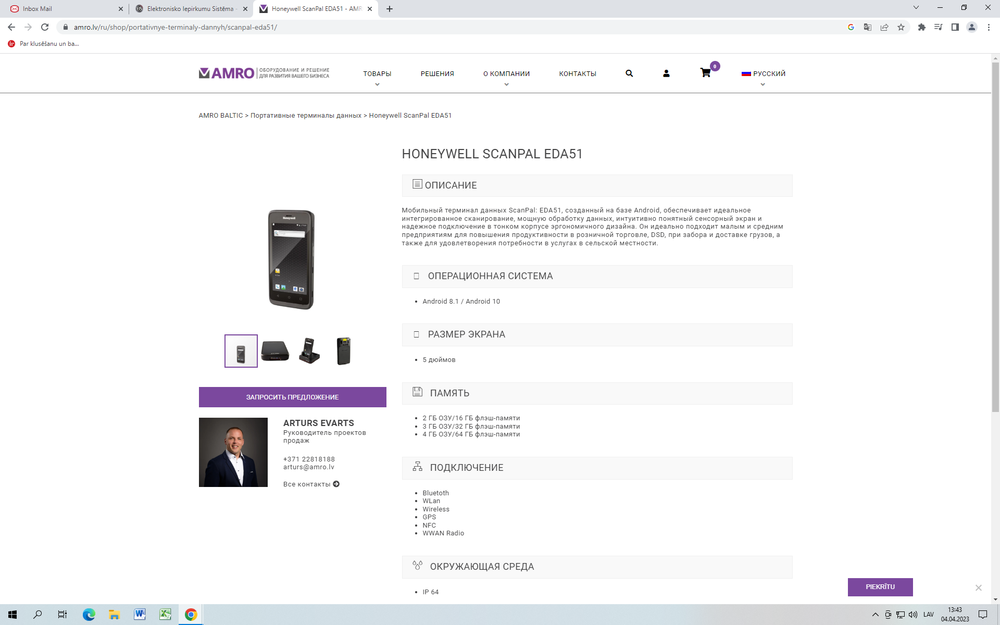 Inbox Mail
Elektronisko Iepirkumu Sistēma -
Honeywell ScanPal EDA51 - AMR
amro.lv/ru/shop/portativnye-terminaly-dannyh/scanpal-eda51/
ir Par klusēšanu un ba...
AMRO ОБОРУДОВАНИЕ И РЕШЕНИЕ
ДЛЯ РАЗВИТИЯ ВАШЕГО БИЗНЕСА
ТОВАРЫ
РЕШЕНИЯ
О КОМПАНИИ
КОНТАКТЫ
0
РУССКИЙ
AMRO BALTIC > Портативные терминалы данных > Honeywell ScanPal EDA51
HONEYWELL SCANPAL EDA51
ОПИСАНИЕ
Мобильный терминал данных ScanPal: EDA51, созданный на базе Android, обеспечивает идеальное
интегрированное сканирование, мощную обработку данных, интуитивно понятный сенсорный экран и
надежное подключение в тонком корпусе эргономичного дизайна. Он идеально подходит малым и средним
предприятиям для повышения продуктивности в розничной торговле, DSD, при забора и доставке грузов, а
также для удовлетворения потребности в услугах в сельской местности.
ОПЕРАЦИОННАЯ СИСТЕМА
• Android 8.1 / Android 10
РАЗМЕР ЭКРАНА
• 5 дюймов
ПАМЯТЬ
• 2 ГБ ОЗУ/16 ГБ флэш-памяти
• 3 ГБ ОЗУ/32 ГБ флэш-памяти
• 4 ГБ ОЗУ/64 ГБ флэш-памяти
ПОДКЛЮЧЕНИЕ
• Bluetoth
• WLan
• Wireless
• GPS
• NFC
• WWAN Radio
ОКРУЖАЮЩАЯ СРЕДА
• IP 64
Honeywell
ЗАПРОСИТЬ ПРЕДЛОЖЕНИЕ
ARTURS EVARTS
Руководитель проектов
продаж
+371 22818188
arturs@amro.lv
Все контакты
PIEKRĪTU
LAV
13:43
04.04.2023